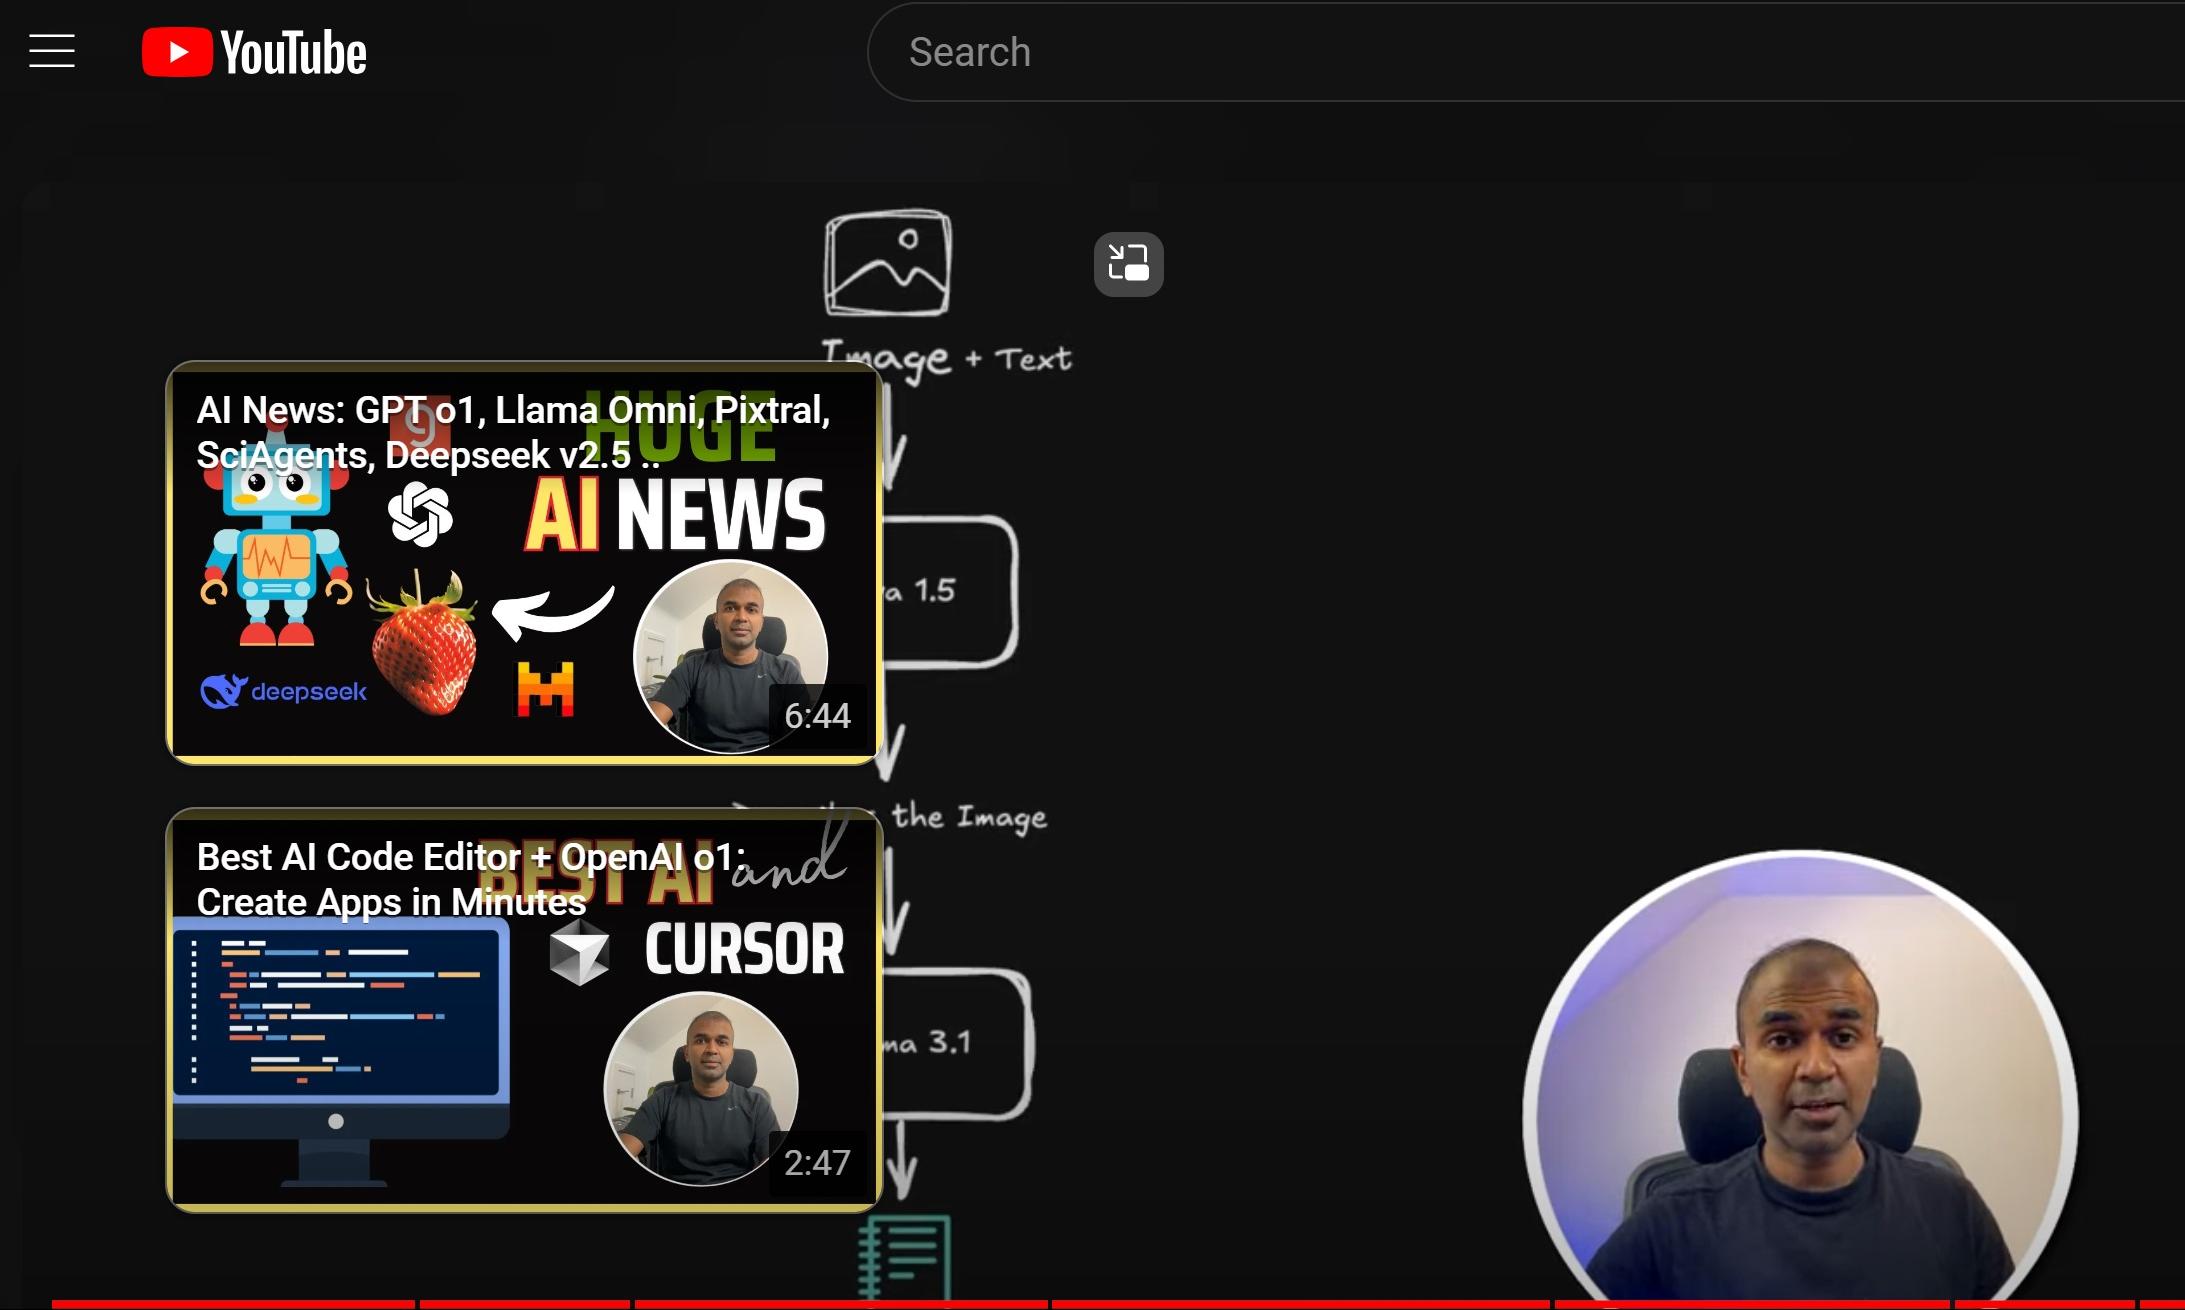 YouTube
Search
Image + Text
AI News: GPT o1, Llama Omni, Pixtral,
SciAgents, Deepseek v2.5 ..
HUGE
AI NEWS
deepseek
6:44
1.5
the Image
Best AI Code Editor + OpenAI o1:
Create Apps in Minutes
BEST AI and
CURSOR
2:47
3.1